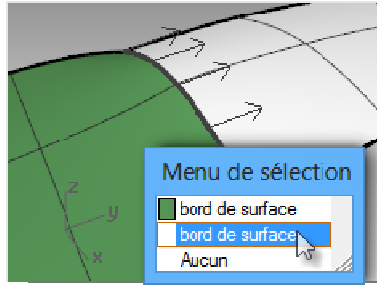 Menu de sélection
bord de surface
bord de surface
Aucun
z
y
x